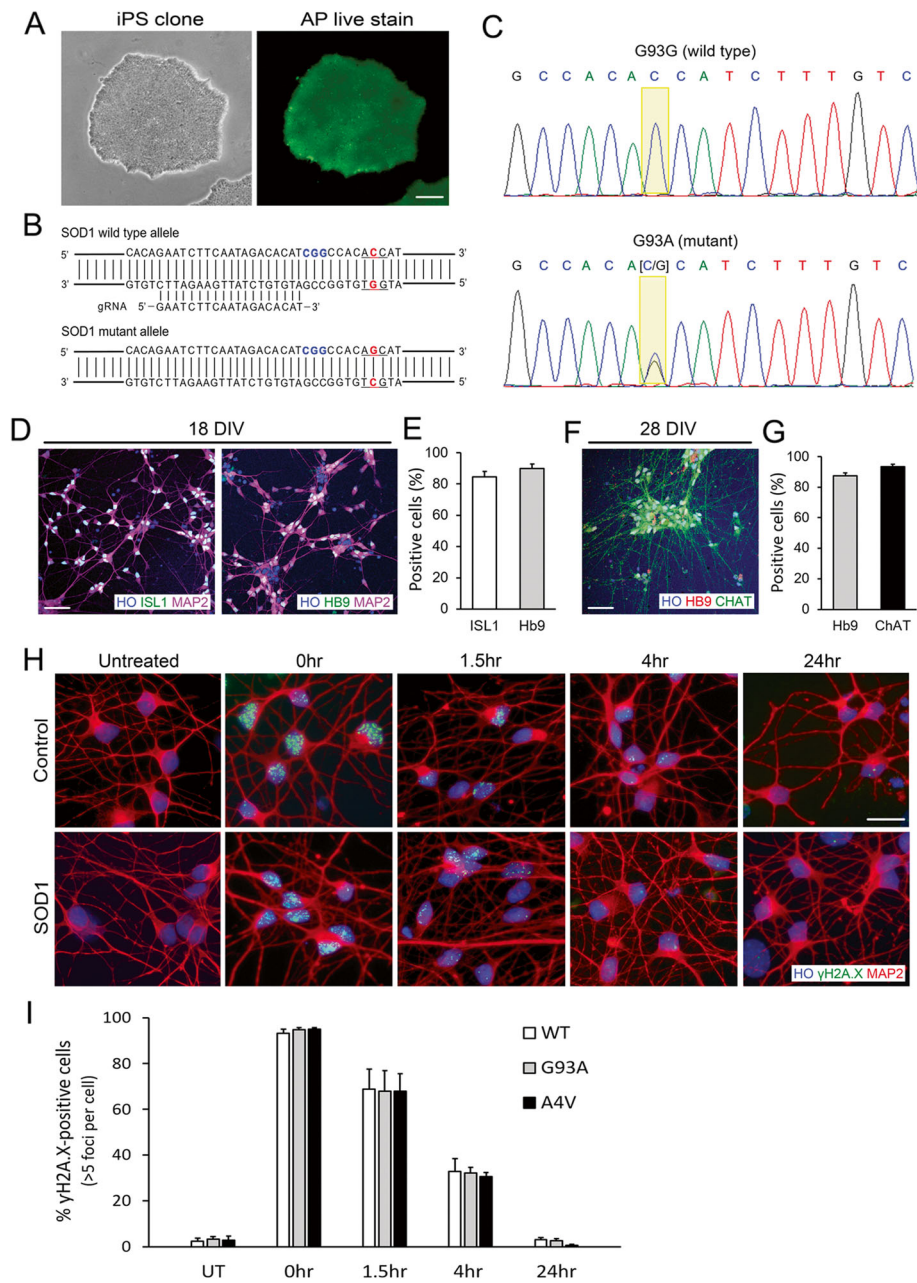 A
iPS clone
AP live stain
B
SOD1 wild type allele
5' CACAGAATCTTCAATAGACACATCGGCCACACCAT 3'
3' GTGTCTTAGAAGTTATCTGTGTAGCCGGTGTGGTA 5'
gRNA 5'–GAATCTTCAATAGACACAT–3'
SOD1 mutant allele
5' CACAGAATCTTCAATAGACACATCGGCCACAGCAT 3'
3' GTGTCTTAGAAGTTATCTGTGTAGCCGGTGTCGTA 5'
C
G93G (wild type)
G C C A C A C C A T C T T T G T C
G93A (mutant)
G C C A C A [C/G] C A T C T T T G T C
D
18 DIV
HO ISL1 MAP2
HO HB9 MAP2
E
Positive cells (%)
100
80
60
40
20
0
ISL1 Hb9
F
28 DIV
HO HB9 CHAT
G
Positive cells (%)
100
80
60
40
20
0
Hb9 ChAT
H
Untreated 0hr 1.5hr 4hr 24hr
Control
SOD1
HO γH2A.X MAP2
I
% γH2A.X-positive cells
(>5 foci per cell)
100
80
60
40
20
0
WT
G93A
A4V
UT 0hr 1.5hr 4hr 24hr